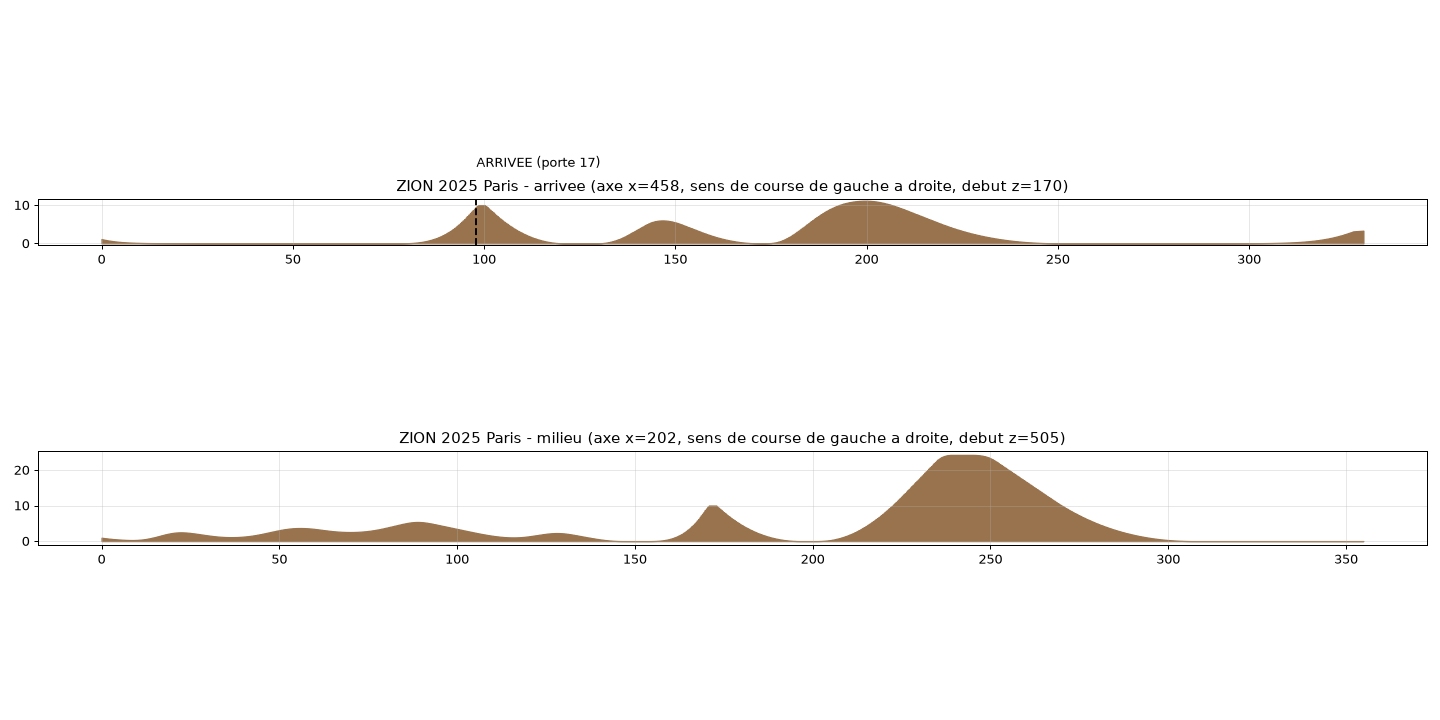 ARRIVEE (porte 17)
ZION 2025 Paris - arrivee (axe x=458, sens de course de gauche a droite, debut z=170)
10
0
0 50 100 150 200 250 300
ZION 2025 Paris - milieu (axe x=202, sens de course de gauche a droite, debut z=505)
20
10
0
0 50 100 150 200 250 300 350